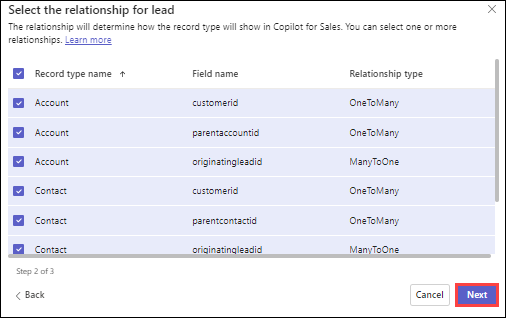 Select the relationship for lead
The relationship will determine how the record type will show in Copilot for Sales. You can select one or more
relationships. Learn more
Record type name ↑ Field name Relationship type
Account customerid OneToMany
Account parentaccountid OneToMany
Account originatingleadid ManyToOne
Contact customerid OneToMany
Contact parentcontactid OneToMany
Contact originatingleadid ManyToOne
Step 2 of 3
Back Cancel Next